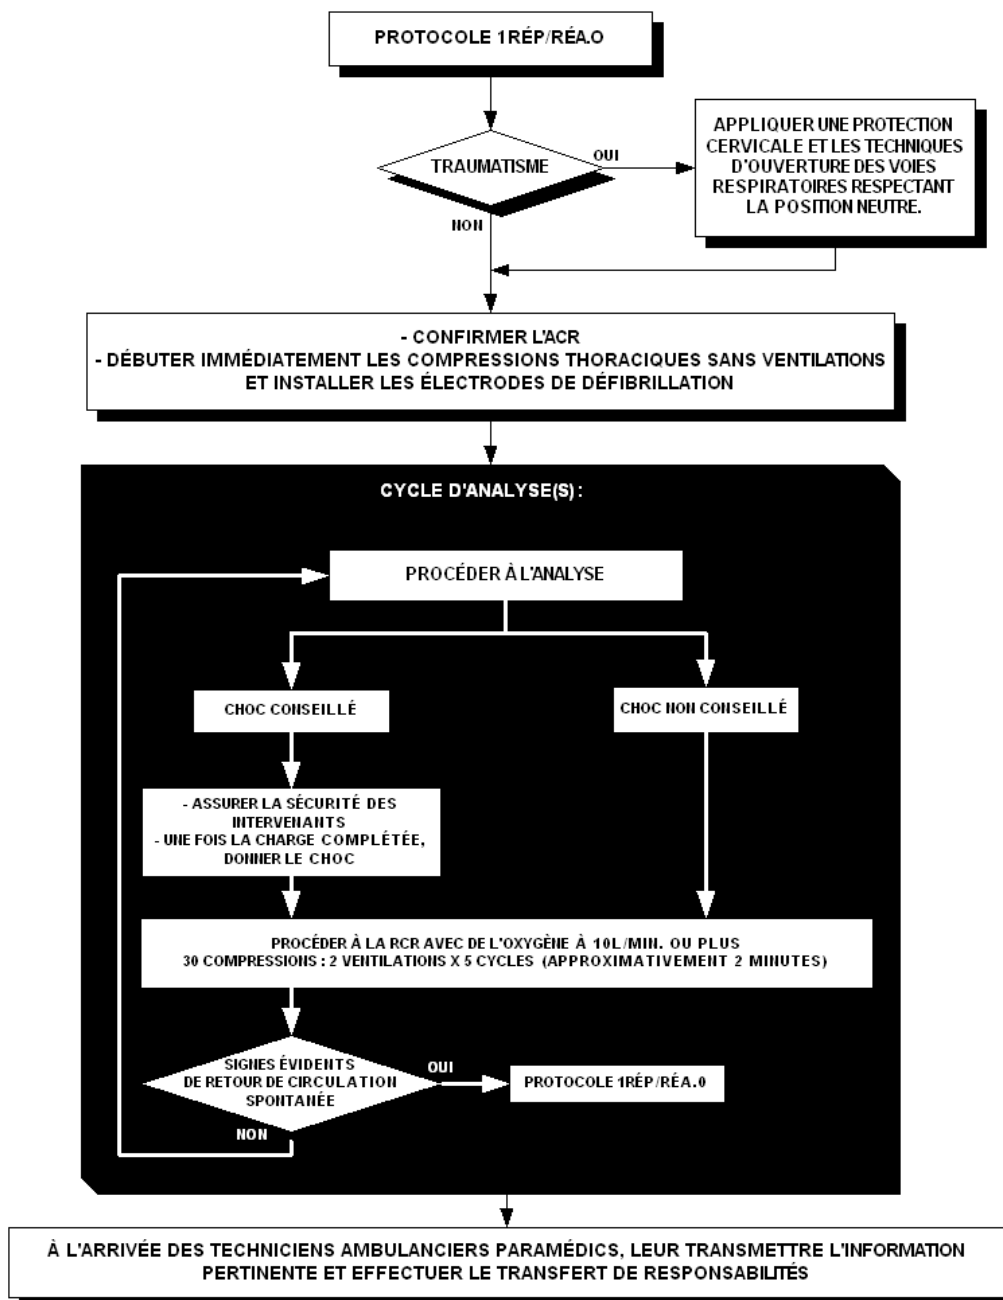 PROTOCOLE 1RÉP/RÉA.O
TRAUMATISME
OUI
APPLIQUER UNE PROTECTION
CERVICALE ET LES TECHNIQUES
D'OUVERTURE DES VOIES
RESPIRATOIRES RESPECTANT
LA POSITION NEUTRE.
NON
- CONFIRMER L'ACR
- DÉBUTER IMMÉDIATEMENT LES COMPRESSIONS THORACIQUES SANS VENTILATIONS
ET INSTALLER LES ÉLECTRODES DE DÉFIBRILLATION
CYCLE D'ANALYSE(S) :
PROCÉDER À L'ANALYSE
CHOC CONSEILLÉ
CHOC NON CONSEILLÉ
- ASSURER LA SÉCURITÉ DES
INTERVENANTS
- UNE FOIS LA CHARGE COMPLÉTÉE,
DONNER LE CHOC
PROCÉDER À LA RCR AVEC DE L'OXYGÈNE À 10L/MIN. OU PLUS
30 COMPRESSIONS : 2 VENTILATIONS X 5 CYCLES (APPROXIMATIVEMENT 2 MINUTES)
SIGNES ÉVIDENTS
DE RETOUR DE CIRCULATION
SPONTANÉE
OUI
PROTOCOLE 1RÉP/RÉA.0
NON
À L'ARRIVÉE DES TECHNICIENS AMBULANCIERS PARAMÉDICS, LEUR TRANSMETTRE L'INFORMATION
PERTINENTE ET EFFECTUER LE TRANSFERT DE RESPONSABILITÉS